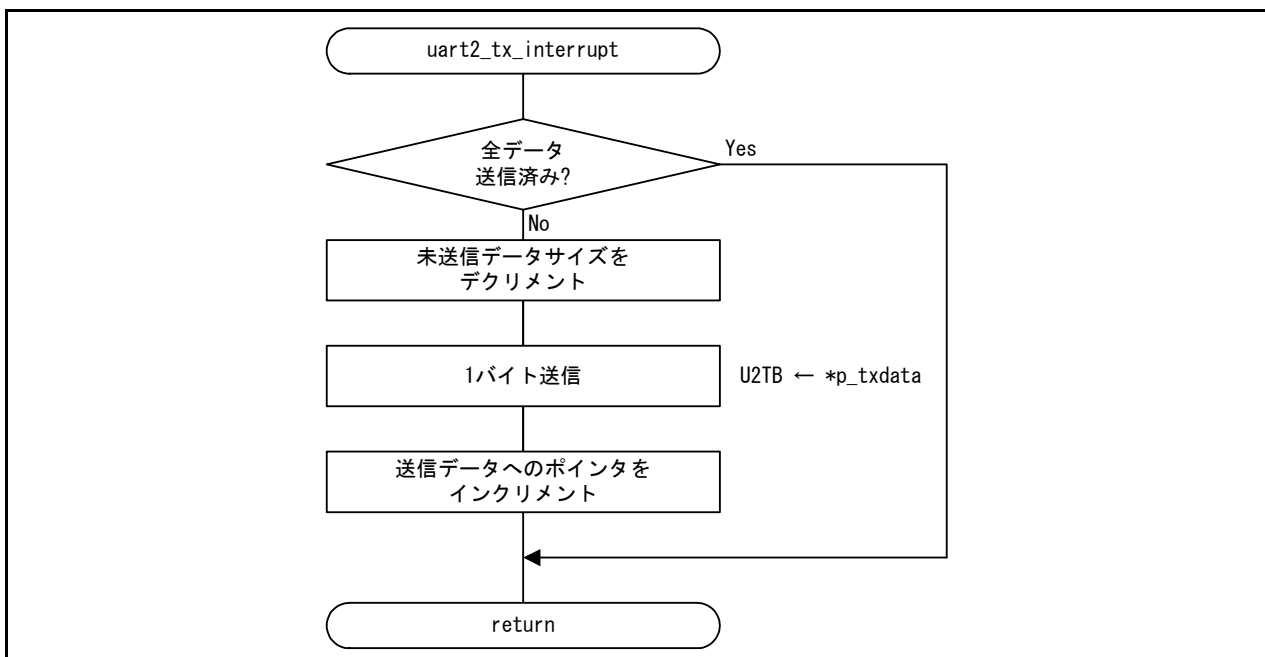 uart2_tx_interrupt
全データ
送信済み?
Yes
No
未送信データサイズを
デクリメント
1バイト送信
U2TB ← *p_txdata
送信データへのポインタを
インクリメント
return